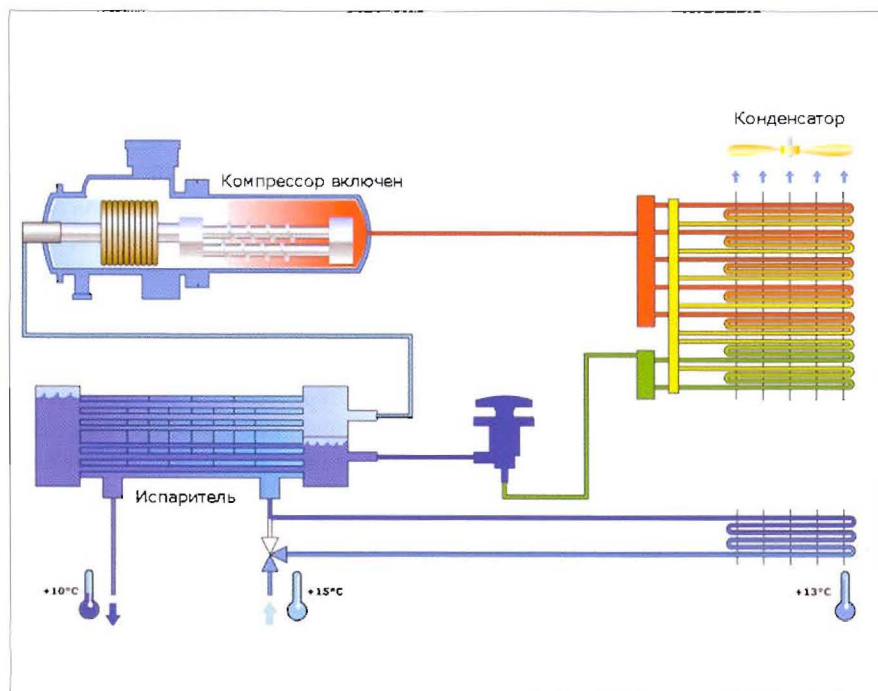 Конденсатор
Компрессор включен
Испаритель
+10°C
+15°C
+13°C